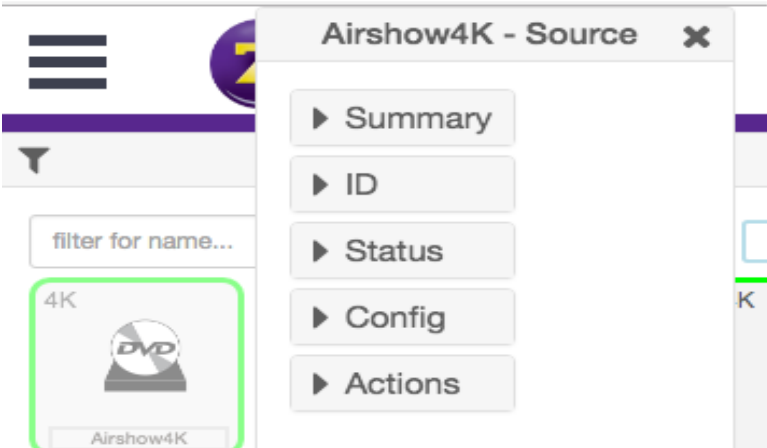 Airshow4K - Source
Summary
ID
Status
Config
Actions
filter for name...
4K
DVD
Airshow4K
K